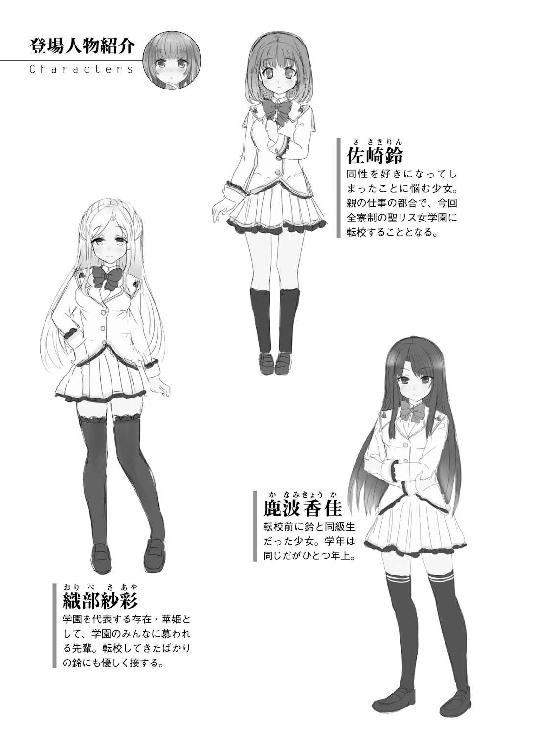 登場人物紹介
Characters
さ さきりん
佐崎鈴
同性を好きになってし
まったことに悩む少女。
親の仕事の都合で、今回
全寮制の聖リス女学園に
転校することとなる。
か なみきょう か
鹿波香佳
転校前に鈴と同級生
だった少女。学年は
同じだがひとつ年上。
おり べ さ あや
織部紗彩
学園を代表する存在・華姫と
して、学園のみんなに慕われ
る先輩。転校してきたばかり
の鈴にも優しく接する。